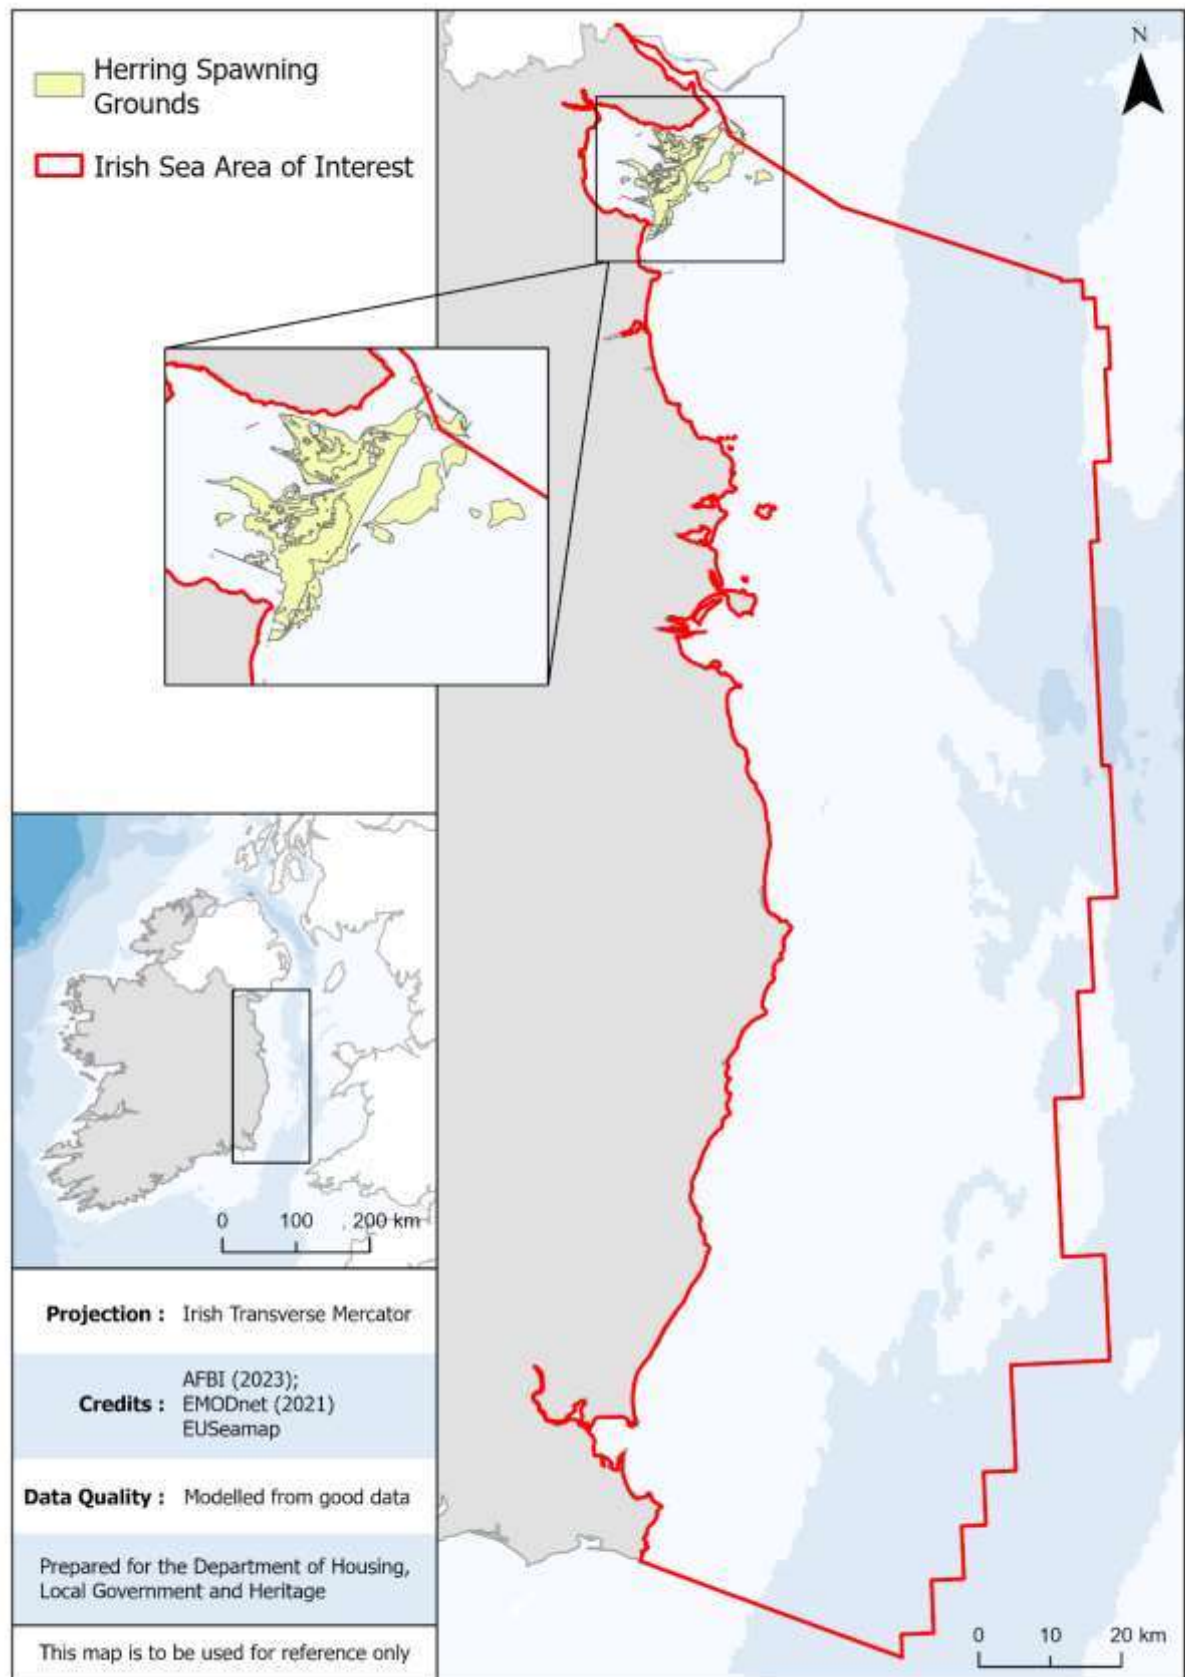 Herring Spawning
Grounds
Irish Sea Area of Interest
N
0 100 200 km
Projection : Irish Transverse Mercator
Credits : AFBI (2023);
EMODnet (2021)
EUSeamap
Data Quality : Modelled from good data
Prepared for the Department of Housing,
Local Government and Heritage
This map is to be used for reference only
0 10 20 km